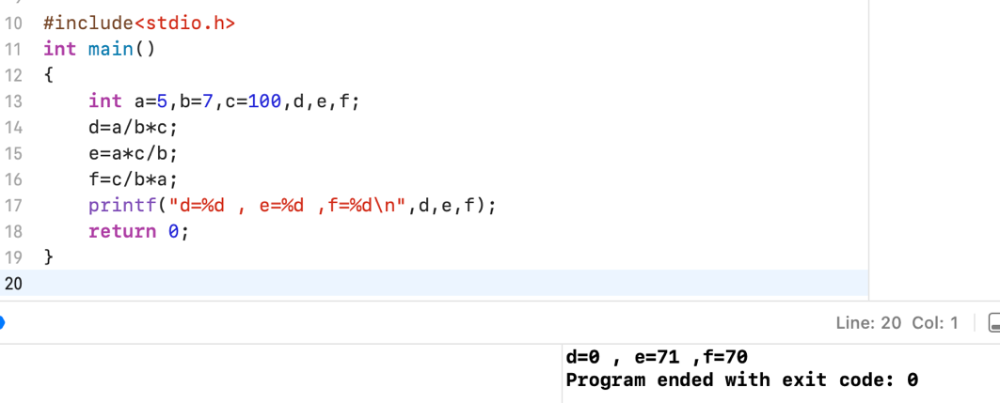 10 #include<stdio.h>
11 int main()
12 {
13     int a=5,b=7,c=100,d,e,f;
14     d=a/b*c;
15     e=a*c/b;
16     f=c/b*a;
17     printf("d=%d , e=%d ,f=%d\n",d,e,f);
18     return 0;
19 }
20
Line: 20 Col: 1
d=0 , e=71 ,f=70
Program ended with exit code: 0